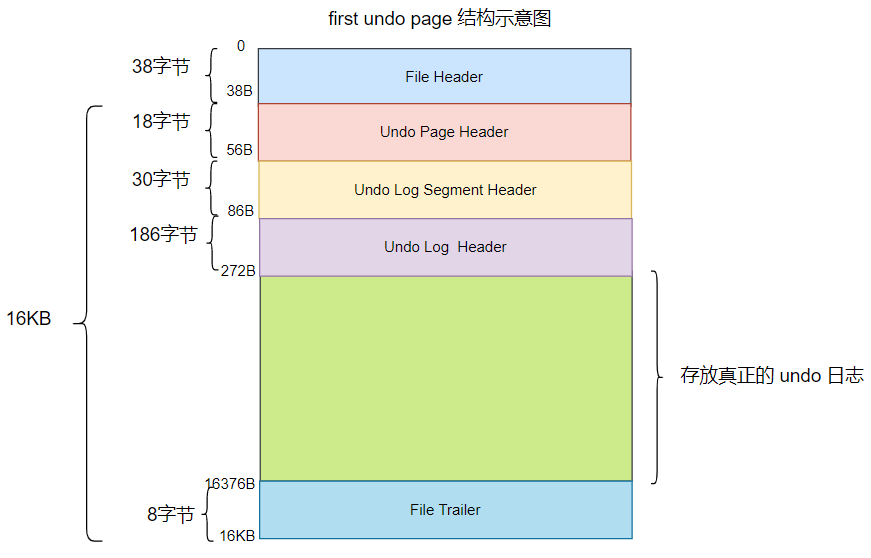 first undo page 结构示意图
0
38字节
File Header
38B
18字节
Undo Page Header
56B
30字节
Undo Log Segment Header
86B
186字节
Undo Log  Header
272B
16KB
存放真正的 undo 日志
16376B
8字节
File Trailer
16KB